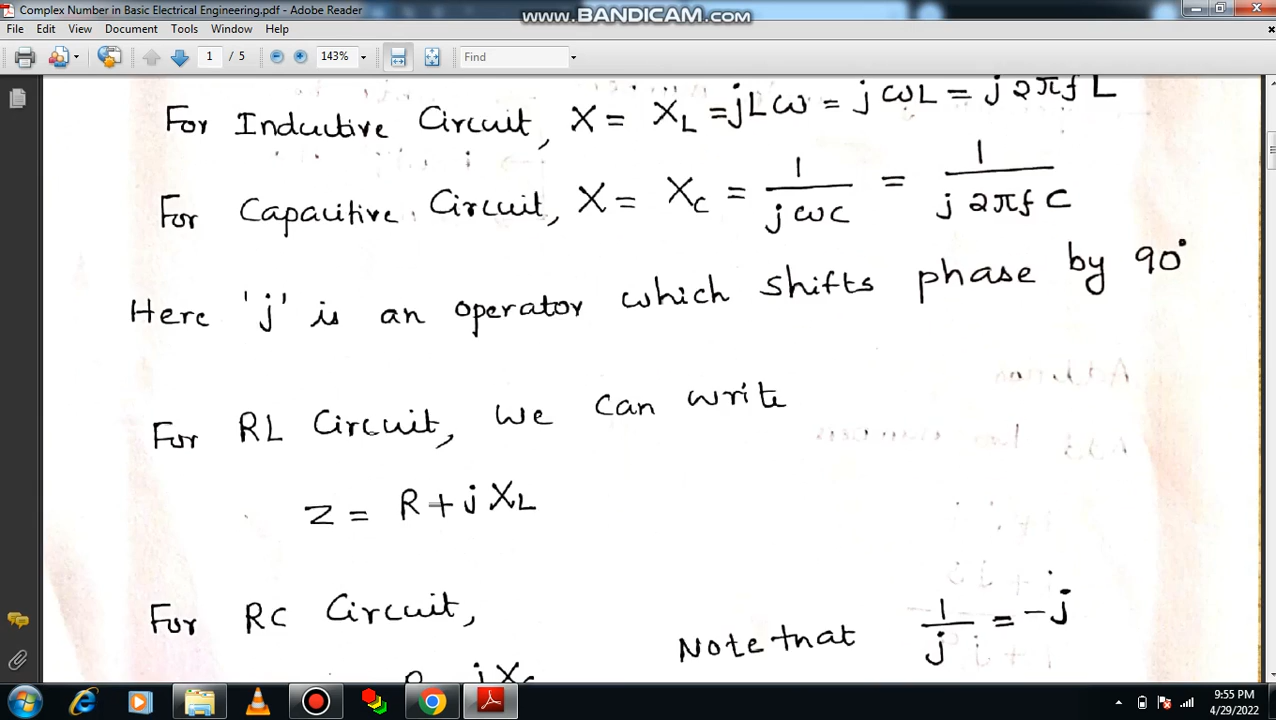 Complex Number in Basic Electrical Engineering.pdf - Adobe Reader
www.BANDICAM.com
File Edit View Document Tools Window Help
1 / 5 143% Find
For Inductive Circuit, X = X_L = jLω = jωL = j2πfL
For Capacitive Circuit, X = X_C = 1/(jωC) = 1/(j2πfC)
Here 'j' is an operator which shifts phase by 90°
For RL Circuit, we can write
Z = R + jX_L
For RC Circuit,
Note that 1/j = -j
9:55 PM
4/29/2022